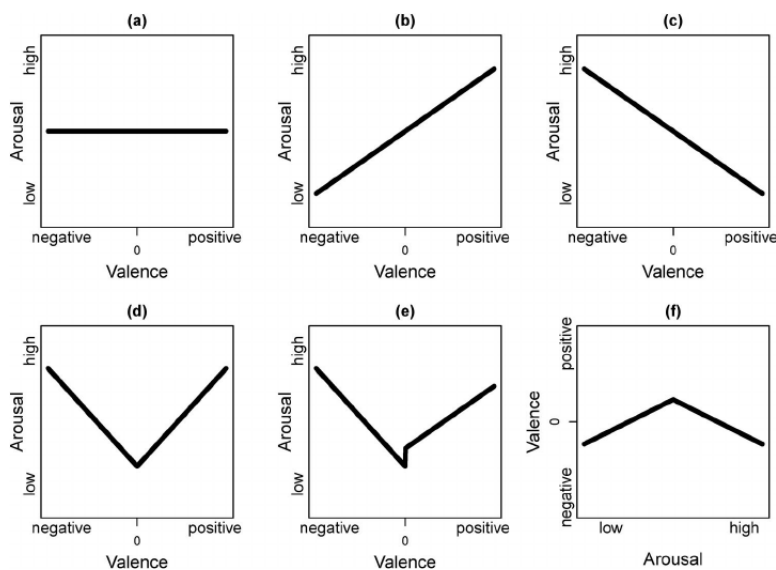 (a)
high
Arousal
low
negative
0
positive
Valence
(b)
high
Arousal
low
negative
0
positive
Valence
(c)
high
Arousal
low
negative
0
positive
Valence
(d)
high
Arousal
low
negative
0
positive
Valence
(e)
high
Arousal
low
negative
0
positive
Valence
(f)
positive
Valence
0
negative
low
high
Arousal